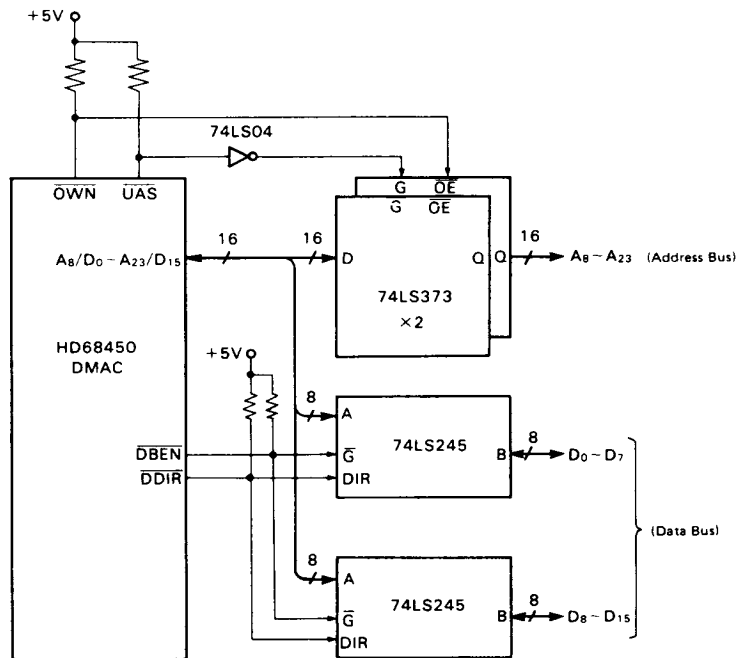 +5V
74LS04
OWN UAS
G OE
G OE
16 16 16
A8/D0 ~ A23/D15
D Q Q A8 ~ A23 (Address Bus)
74LS373
×2
HD68450
DMAC
+5V
8
A
74LS245
8
DBEN G B D0 ~ D7
DDIR DIR
(Data Bus)
8
A
74LS245
8
G B D8 ~ D15
DIR